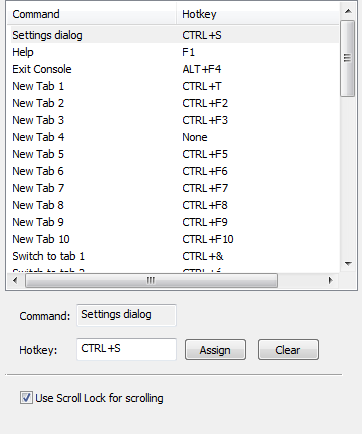 Command Hotkey
Settings dialog CTRL+S
Help F1
Exit Console ALT+F4
New Tab 1 CTRL+T
New Tab 2 CTRL+F2
New Tab 3 CTRL+F3
New Tab 4 None
New Tab 5 CTRL+F5
New Tab 6 CTRL+F6
New Tab 7 CTRL+F7
New Tab 8 CTRL+F8
New Tab 9 CTRL+F9
New Tab 10 CTRL+F10
Switch to tab 1 CTRL+&
Switch to tab 2
Command: Settings dialog
Hotkey: CTRL+S Assign Clear
Use Scroll Lock for scrolling